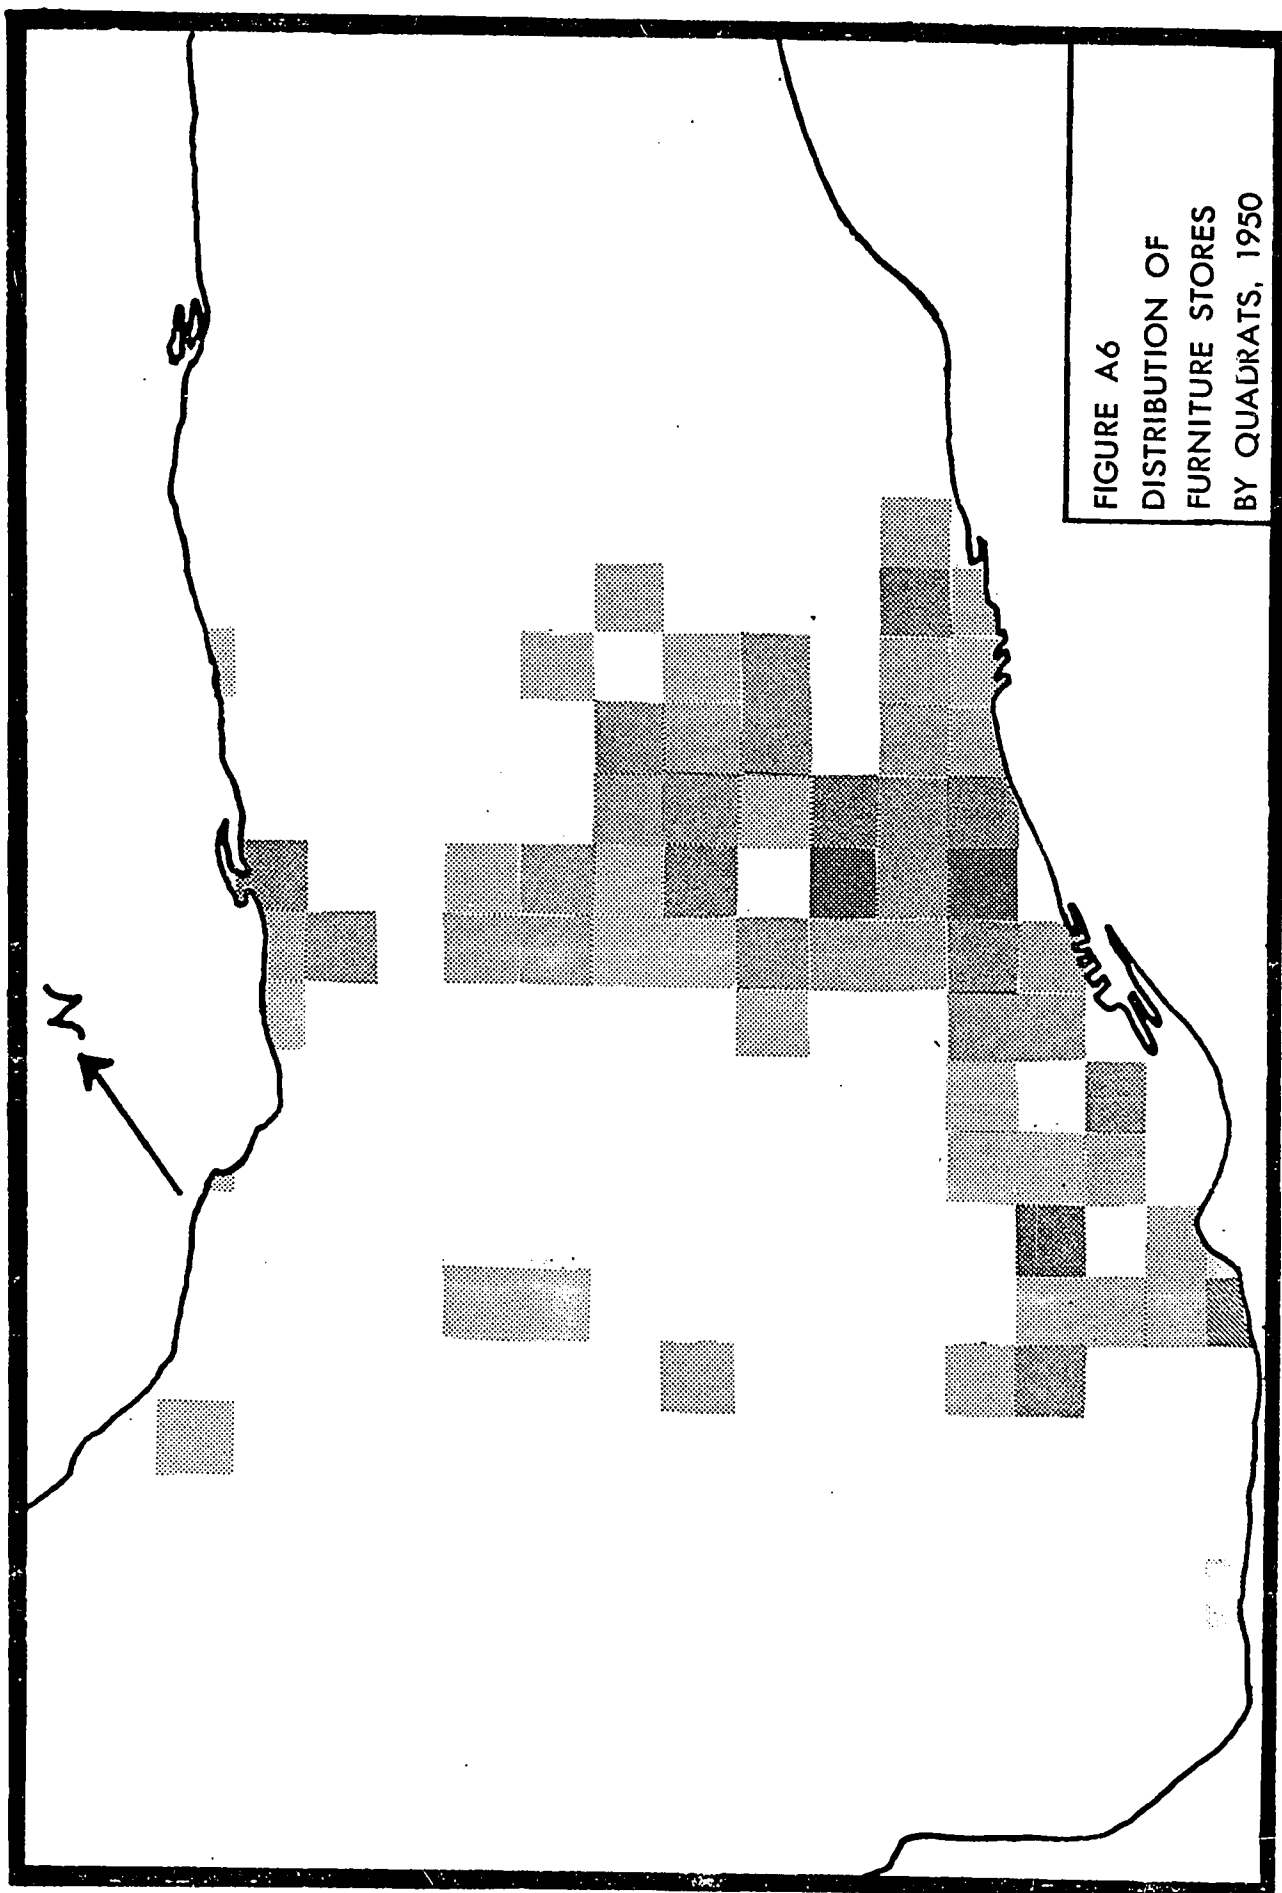 FIGURE A6
DISTRIBUTION OF
FURNITURE STORES
BY QUADRATS, 1950
N